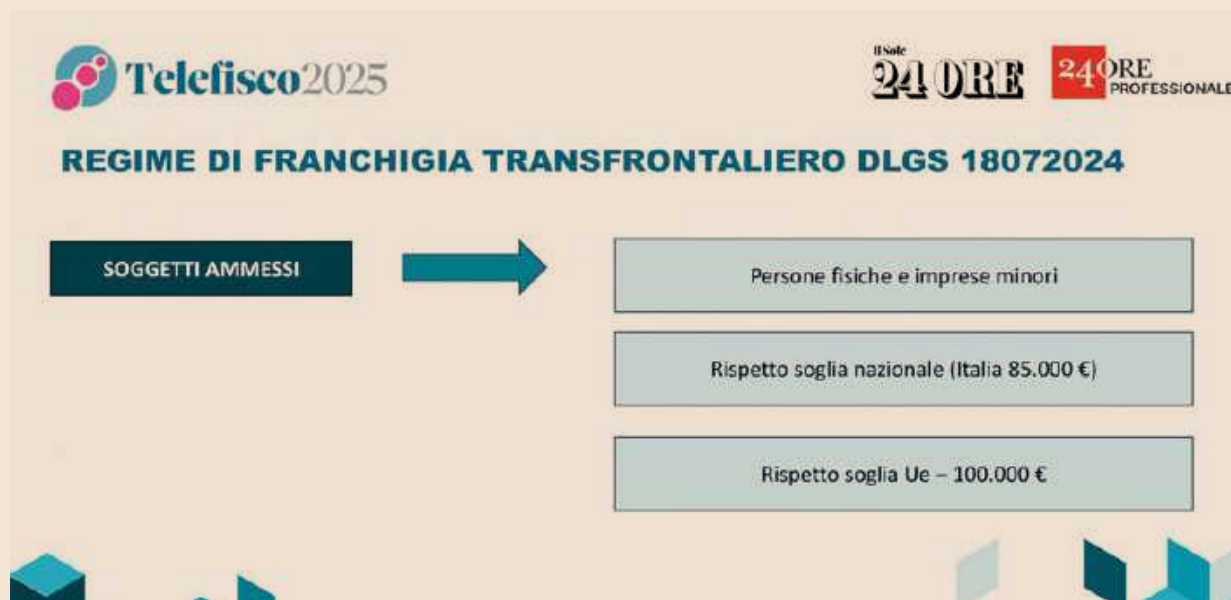 Telefisco2025
Il Sole
24 ORE
24 ORE
PROFESSIONALE
REGIME DI FRANCHIGIA TRANSFRONTALIERO DLGS 18072024
SOGGETTI AMMESSI
Persone fisiche e imprese minori
Rispetto soglia nazionale (Italia 85.000 €)
Rispetto soglia Ue – 100.000 €